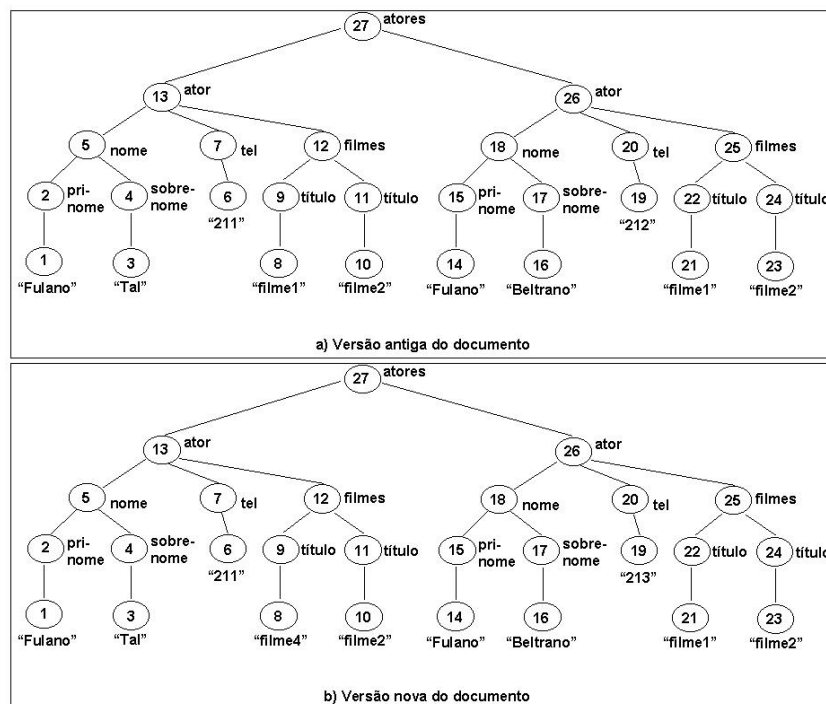 27 atores
13 ator 26 ator
5 nome 7 tel 12 filmes 18 nome 20 tel 25 filmes
2 pri-nome 4 sobre-nome 6 9 título 11 título 15 pri-nome 17 sobre-nome 19 22 título 24 título
“211” “212”
1 3 8 10 14 16 21 23
“Fulano” “Tal” “filme1” “filme2” “Fulano” “Beltrano” “filme1” “filme2”
a) Versão antiga do documento
27 atores
13 ator 26 ator
5 nome 7 tel 12 filmes 18 nome 20 tel 25 filmes
2 pri-nome 4 sobre-nome 6 9 título 11 título 15 pri-nome 17 sobre-nome 19 22 título 24 título
“211” “213”
1 3 8 10 14 16 21 23
“Fulano” “Tal” “filme4” “filme2” “Fulano” “Beltrano” “filme1” “filme2”
b) Versão nova do documento